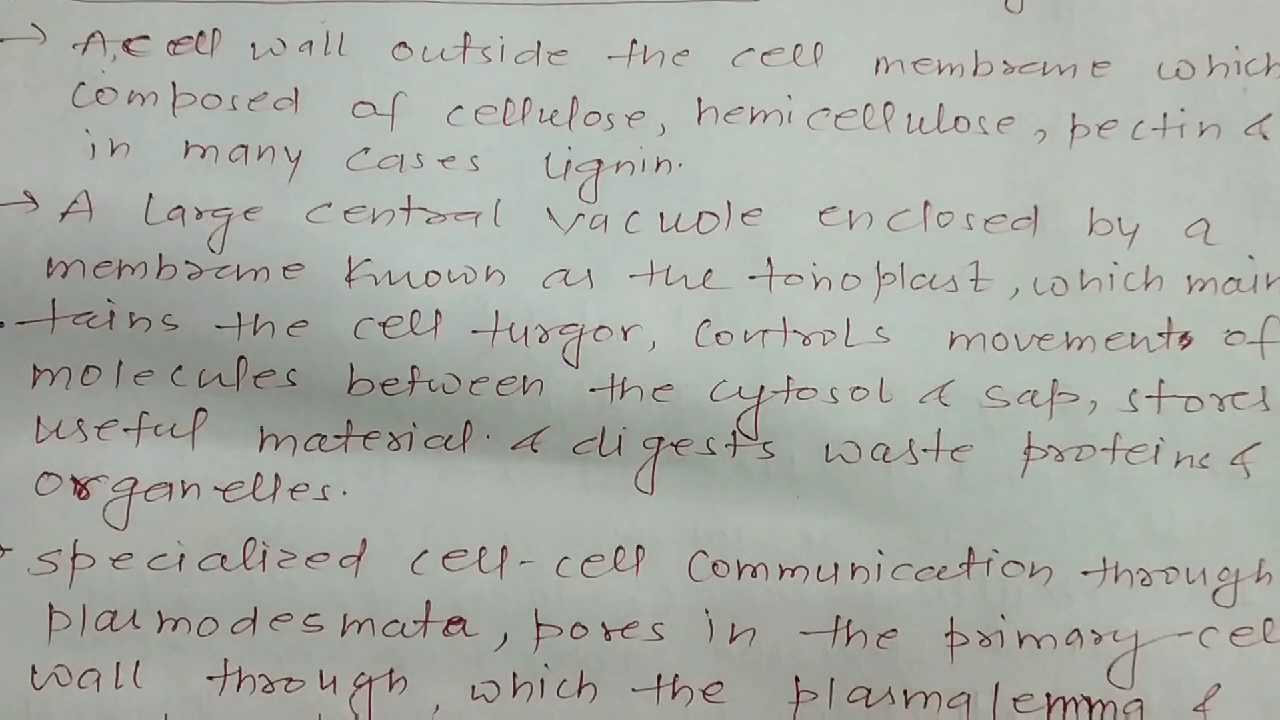 → A cell wall outside the cell membrane which
composed of cellulose, hemicellulose, pectin &
in many cases lignin.
→ A large central vacuole enclosed by a
membrane known as the tonoplast, which main
-tains the cell turgor, controls movements of
molecules between the cytosol & sap, stores
useful material. & digests waste proteins &
organelles.
specialized cell-cell communication through
plasmodesmata, pores in the primary-cel
wall through, which the plasmalemma &